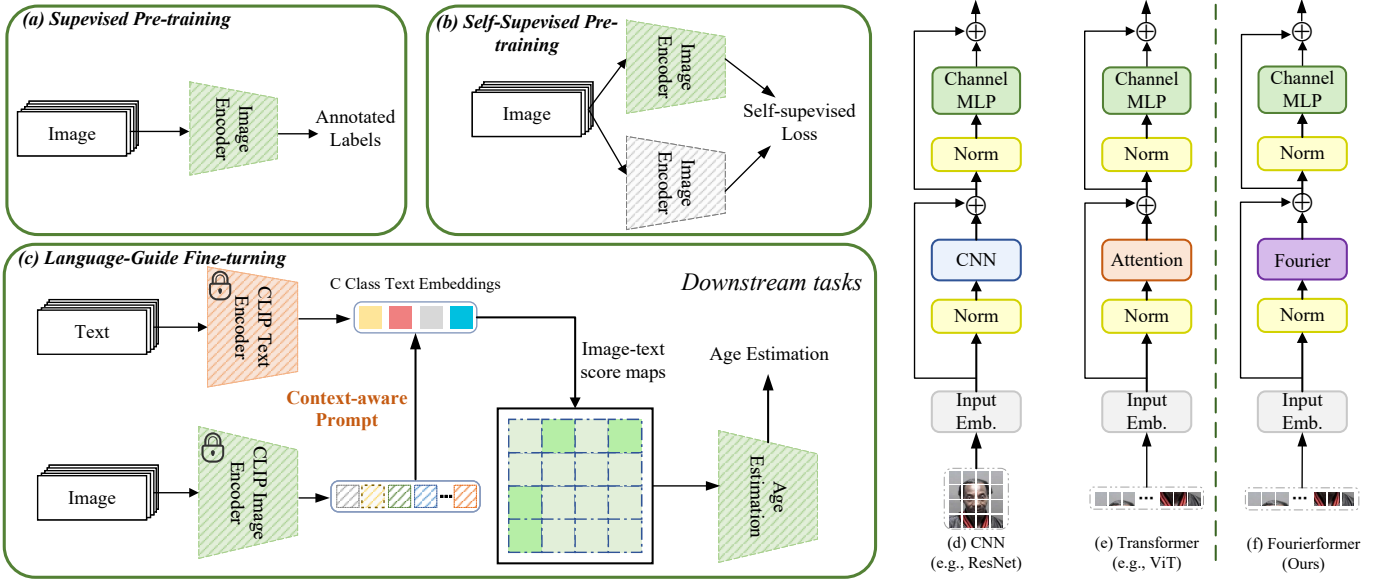 (a) Supevised Pre-training
Image
Image
Encoder
Annotated
Labels
(b) Self-Supevised Pre-
training
Image
Image
Encoder
Image
Encoder
Self-supevised
Loss
(c) Language-Guide Fine-turning
Downstream tasks
Text
CLIP Text
Encoder
C Class Text Embeddings
Context-aware
Prompt
Image
CLIP Image
Encoder
Image-text
score maps
Age Estimation
Age
Estimation
Channel
MLP
Norm
CNN
Norm
Input
Emb.
(d) CNN
(e.g., ResNet)
Channel
MLP
Norm
Attention
Norm
Input
Emb.
(e) Transformer
(e.g., ViT)
Channel
MLP
Norm
Fourier
Norm
Input
Emb.
(f) Fourierformer
(Ours)